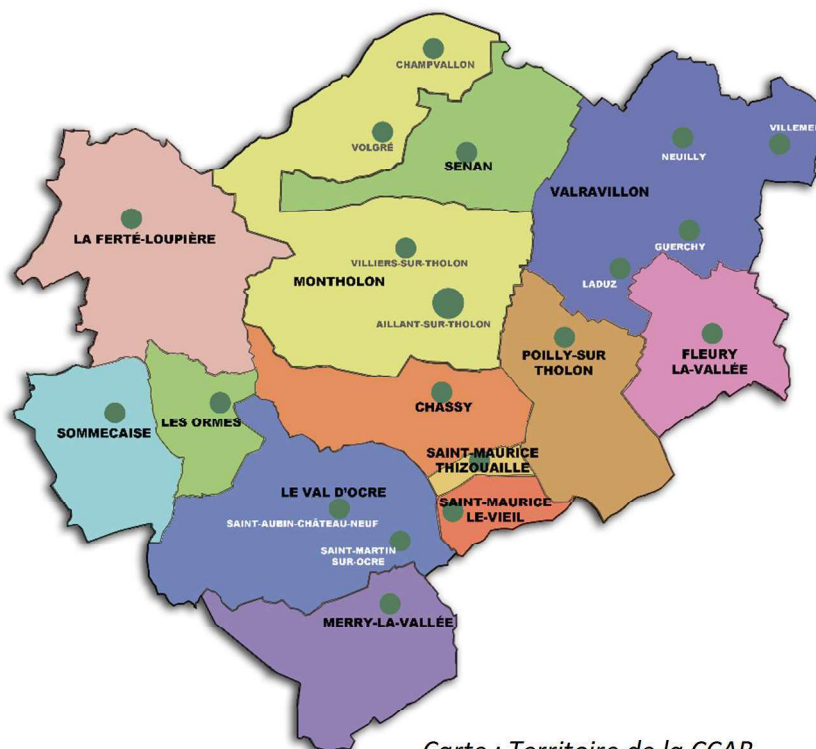 CHAMPVALLON
VOLGRÉ
SENAN
NEUILLY
VILLEME
VALRAVILLON
LA FERTÉ-LOUPIÈRE
GUERCHY
VILLIERS-SUR-THOLON
MONTHOLON
LADUZ
AILLANT-SUR-THOLON
POILLY-SUR
THOLON
FLEURY
LA-VALLÉE
CHASSY
SOMMECAISE
LES ORMES
SAINT-MAURICE
THIZOUAILLE
LE VAL D'OCRE
SAINT-AUBIN-CHÂTEAU-NEUF
SAINT-MAURICE
LE-VIEIL
SAINT-MARTIN
SUR-OCRE
MERRY-LA-VALLÉE
Carte : Territoire de la CCAB